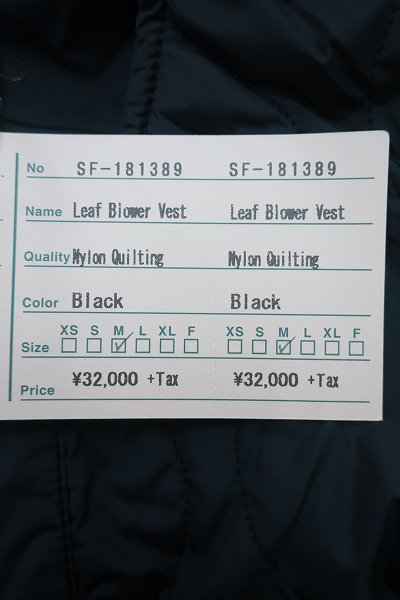 No SF-181389 SF-181389
Name Leaf Blower Vest Leaf Blower Vest
Quality Nylon Quilting Nylon Quilting
Color Black Black
XS S M L XL F XS S M L XL F
Size
¥32,000 +Tax ¥32,000 +Tax
Price